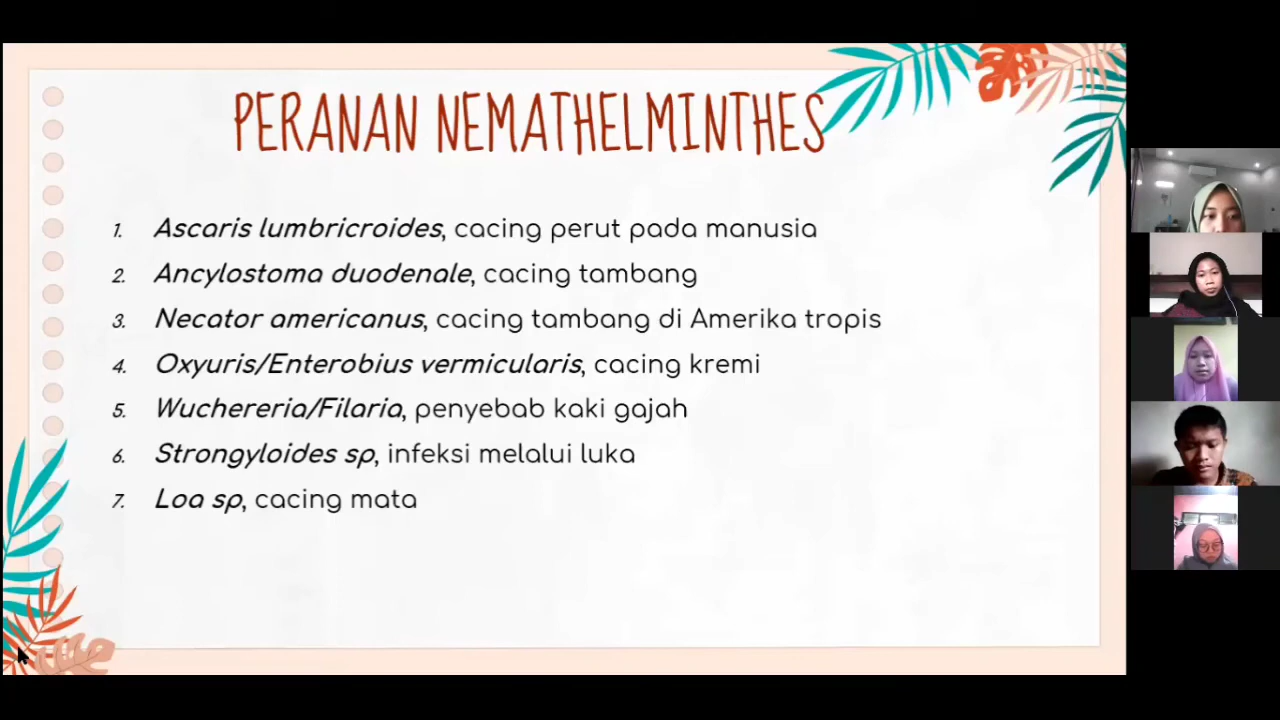 PERANAN NEMATHELMINTHES
1. Ascaris lumbricroides, cacing perut pada manusia
2. Ancylostoma duodenale, cacing tambang
3. Necator americanus, cacing tambang di Amerika tropis
4. Oxyuris/Enterobius vermicularis, cacing kremi
5. Wuchereria/Filaria, penyebab kaki gajah
6. Strongyloides sp, infeksi melalui luka
7. Loa sp, cacing mata